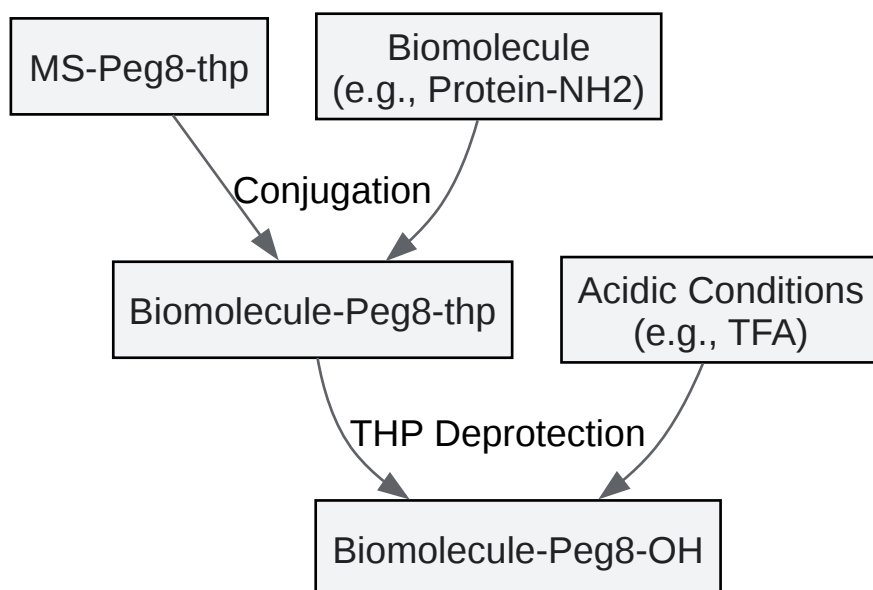 MS-Peg8-thp
Biomolecule
(e.g., Protein-NH2)
Conjugation
Biomolecule-Peg8-thp
Acidic Conditions
(e.g., TFA)
THP Deprotection
Biomolecule-Peg8-OH